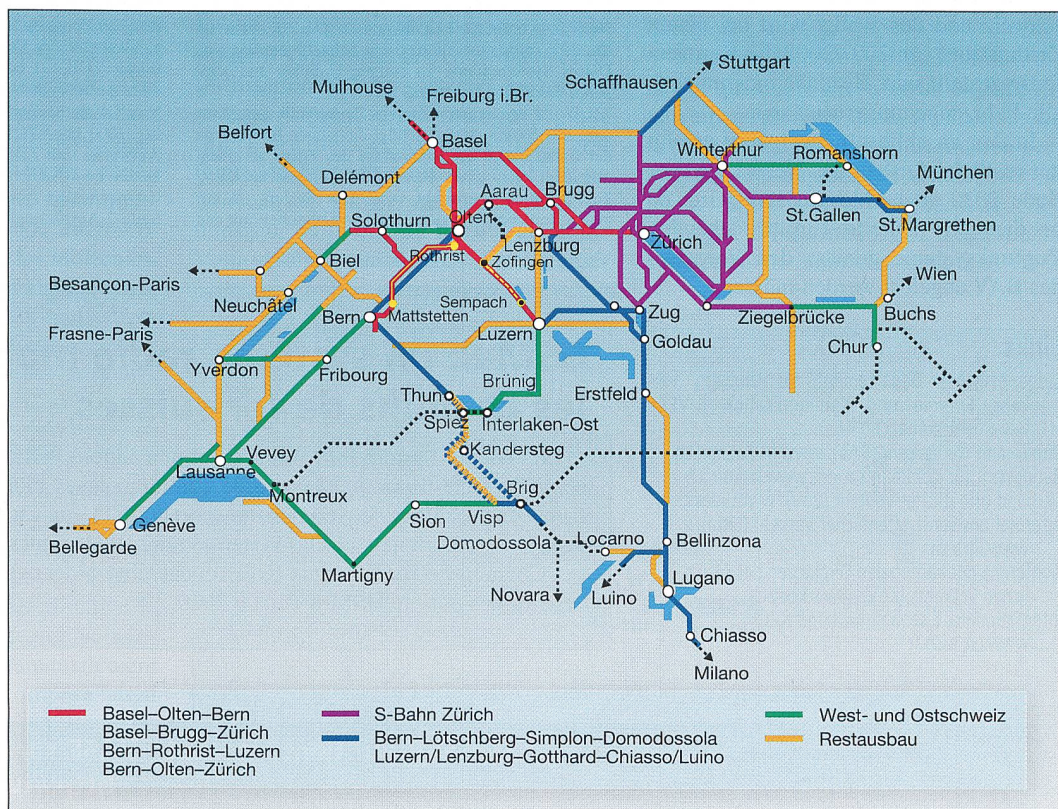 Stuttgart
Schaffhausen
Mulhouse
Freiburg i.Br.
Belfort
Basel
Winterthur
Romanshorn
München
Delémont
Aarau
Brugg
Solothurn
Olten
St.Gallen
St.Margrethen
Lenzburg
Zürich
Rothrist
Zofingen
Biel
Wien
Besançon-Paris
Neuchâtel
Sempach
Bern
Mattstetten
Zug
Ziegelbrücke
Buchs
Frasne-Paris
Luzern
Goldau
Chur
Yverdon
Fribourg
Brünig
Thun
Erstfeld
Spiez
Interlaken-Ost
Kandersteg
Vevey
Lausanne
Montreux
Brig
Sion
Visp
Genève
Domodossola
Locarno
Bellinzona
Bellegarde
Martigny
Lugano
Novara
Luino
Chiasso
Milano
Basel–Olten–Bern
Basel–Brugg–Zürich
Bern–Rothrist–Luzern
Bern–Olten–Zürich
S-Bahn Zürich
Bern–Lötschberg–Simplon–Domodossola
Luzern/Lenzburg–Gotthard–Chiasso/Luino
West- und Ostschweiz
Restausbau